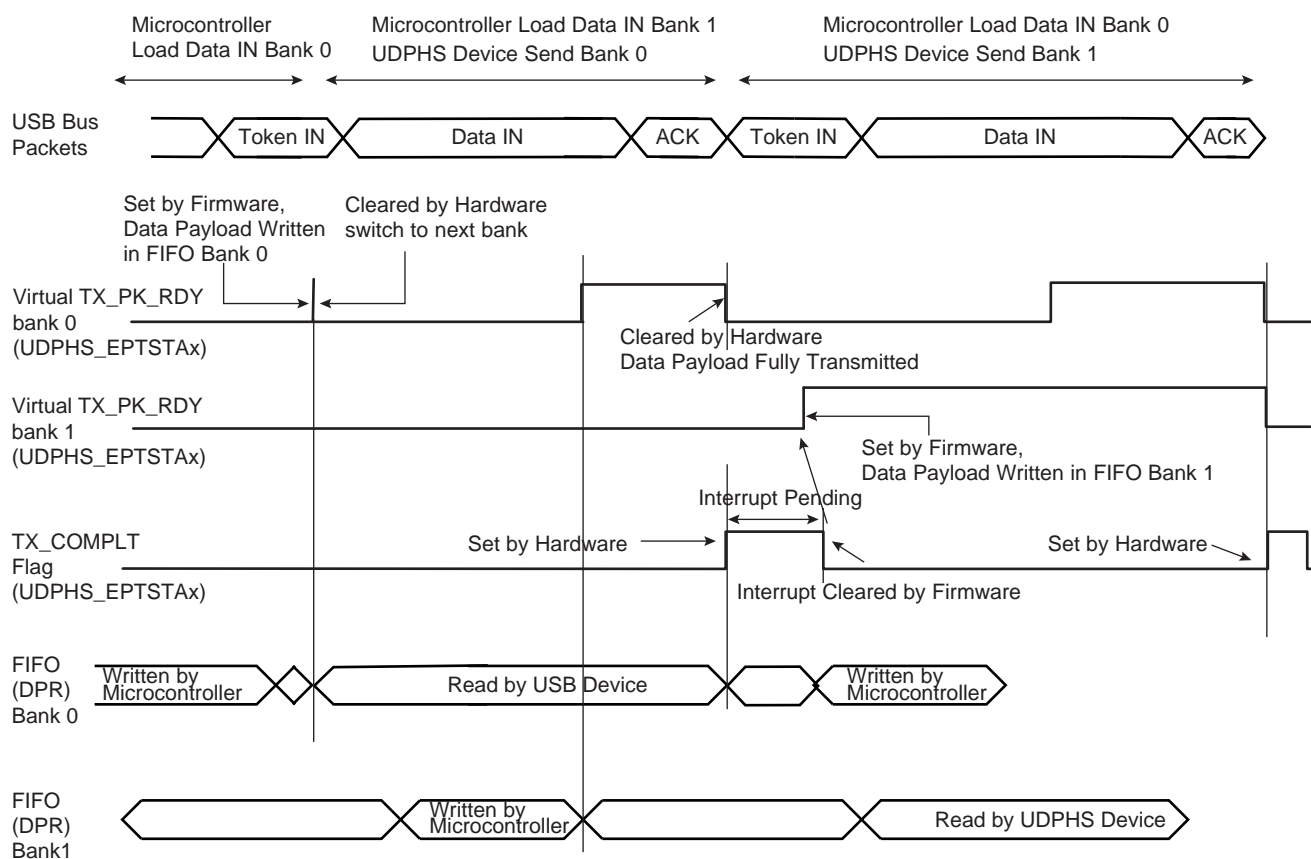 Microcontroller
Load Data IN Bank 0
Microcontroller Load Data IN Bank 1
UDPHS Device Send Bank 0
Microcontroller Load Data IN Bank 0
UDPHS Device Send Bank 1
USB Bus
Packets
Token IN
Data IN
ACK
Token IN
Data IN
ACK
Set by Firmware,
Data Payload Written
in FIFO Bank 0
Cleared by Hardware
switch to next bank
Virtual TX_PK_RDY
bank 0
(UDPHS_EPTSTAx)
Cleared by Hardware
Data Payload Fully Transmitted
Virtual TX_PK_RDY
bank 1
(UDPHS_EPTSTAx)
Set by Firmware,
Data Payload Written in FIFO Bank 1
Interrupt Pending
TX_COMPLT
Flag
(UDPHS_EPTSTAx)
Set by Hardware
Set by Hardware
Interrupt Cleared by Firmware
FIFO
(DPR)
Bank 0
Written by
Microcontroller
Read by USB Device
Written by
Microcontroller
FIFO
(DPR)
Bank1
Written by
Microcontroller
Read by UDPHS Device